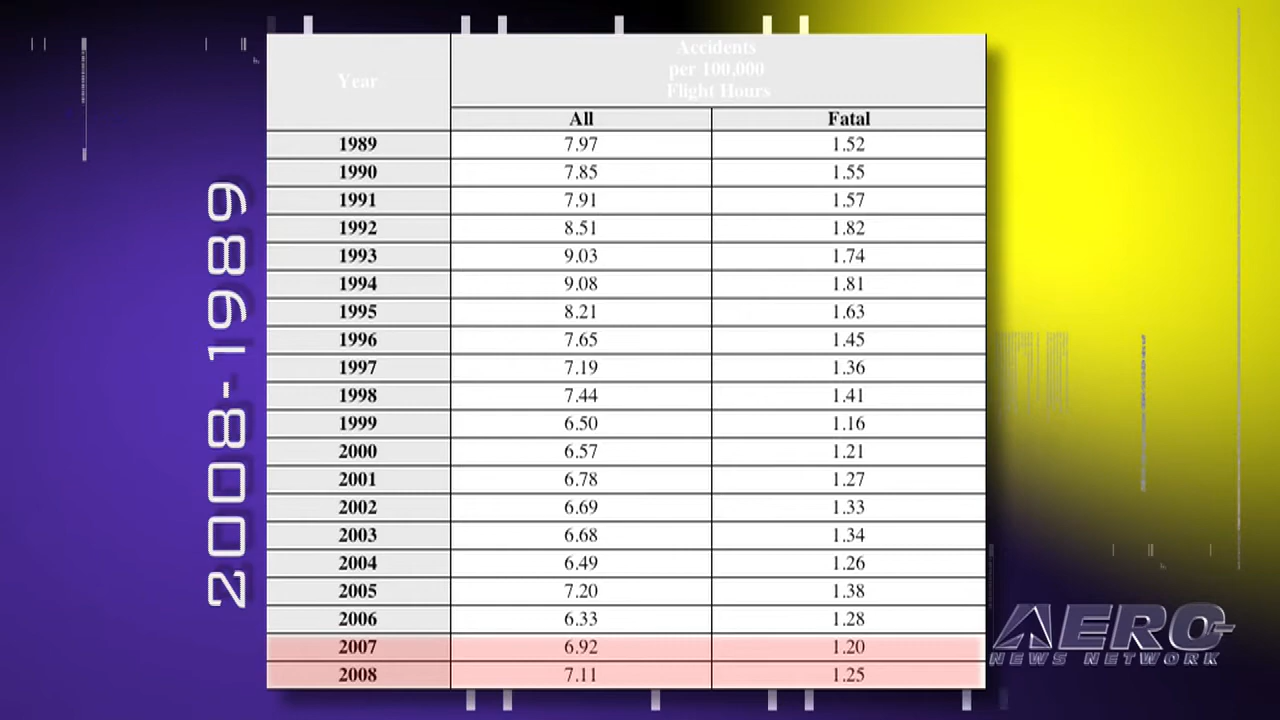 2008-1989
Year
Accidents
per 100,000
Flight Hours
All Fatal
1989 7.97 1.52
1990 7.85 1.55
1991 7.91 1.57
1992 8.51 1.82
1993 9.03 1.74
1994 9.08 1.81
1995 8.21 1.63
1996 7.65 1.45
1997 7.19 1.36
1998 7.44 1.41
1999 6.50 1.16
2000 6.57 1.21
2001 6.78 1.27
2002 6.69 1.33
2003 6.68 1.34
2004 6.49 1.26
2005 7.20 1.38
2006 6.33 1.28
2007 6.92 1.20
2008 7.11 1.25
AERO-
NEWS NETWORK